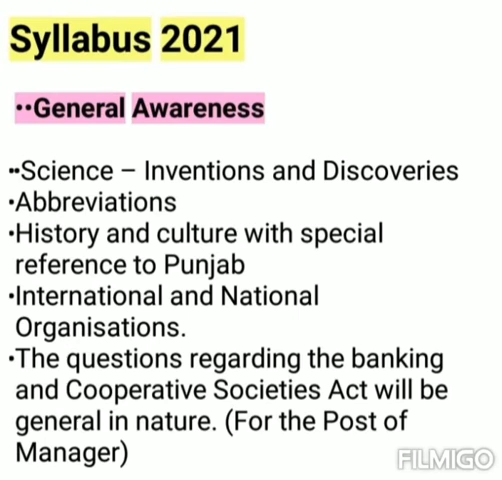 Syllabus 2021
··General Awareness
··Science – Inventions and Discoveries
·Abbreviations
·History and culture with special
reference to Punjab
·International and National
Organisations.
·The questions regarding the banking
and Cooperative Societies Act will be
general in nature. (For the Post of
Manager)
FILMIGO